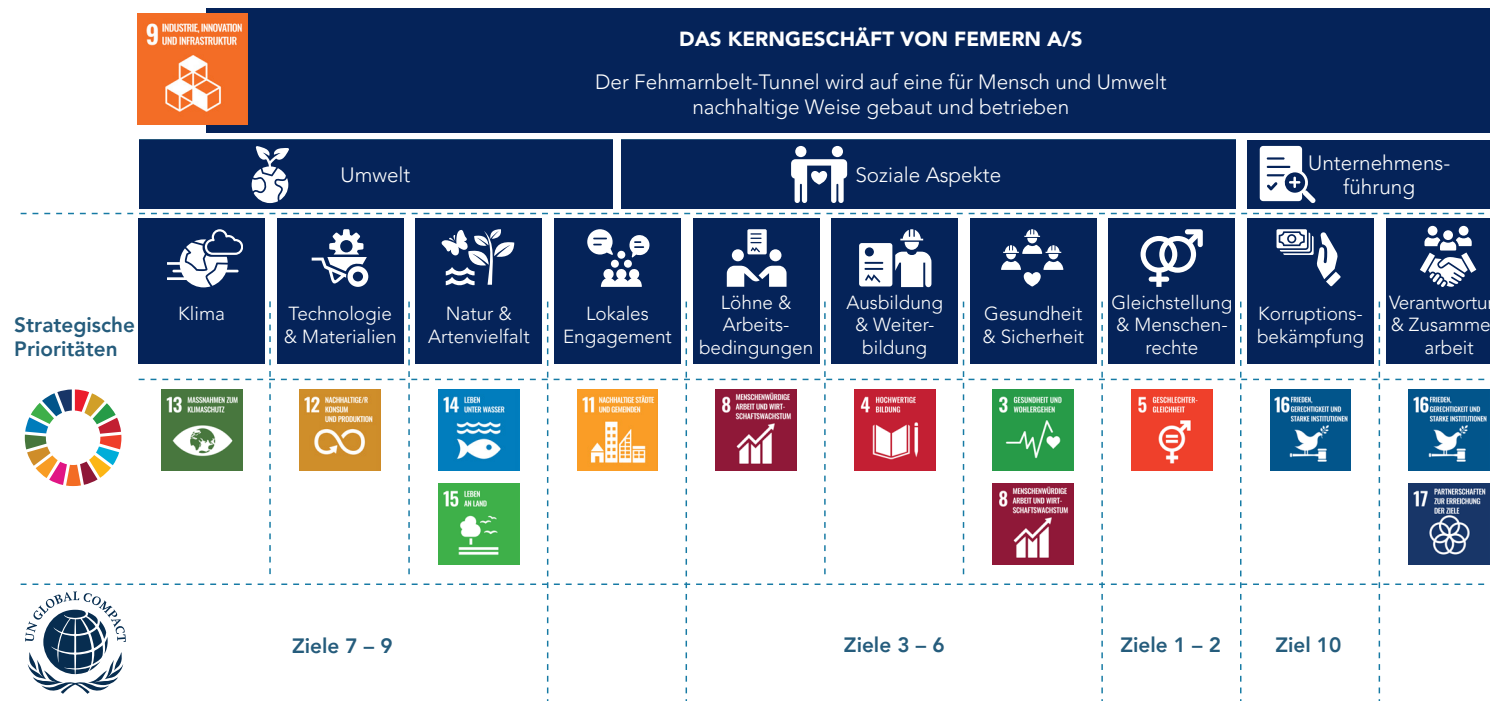 9 INDUSTRIE, INNOVATION
UND INFRASTRUKTUR
DAS KERNGESCHÄFT VON FEMERN A/S
Der Fehmarnbelt-Tunnel wird auf eine für Mensch und Umwelt
nachhaltige Weise gebaut und betrieben
Umwelt
Soziale Aspekte
Unternehmens-
führung
Strategische
Prioritäten
Klima
Technologie
& Materialien
Natur &
Artenvielfalt
Lokales
Engagement
Löhne &
Arbeits-
bedingungen
Ausbildung
& Weiter-
bildung
Gesundheit
& Sicherheit
Gleichstellung
& Menschen-
rechte
Korruptions-
bekämpfung
Verantwortun
& Zusamme
arbeit
13 MASSNAHMEN ZUM
KLIMASCHUTZ
12 NACHHALTIGE/R
KONSUM
UND PRODUKTION
14 LEBEN
UNTER WASSER
15 LEBEN
AN LAND
11 NACHHALTIGE STÄDTE
UND GEMEINDEN
8 MENSCHENWÜRDIGE
ARBEIT UND WIRT-
SCHAFTSWACHSTUM
4 HOCHWERTIGE
BILDUNG
3 GESUNDHEIT UND
WOHLERGEHEN
8 MENSCHENWÜRDIGE
ARBEIT UND WIRT-
SCHAFTSWACHSTUM
5 GESCHLECHTER-
GLEICHHEIT
16 FRIEDEN,
GERECHTIGKEIT UND
STARKE INSTITUTIONEN
16 FRIEDEN,
GERECHTIGKEIT UND
STARKE INSTITUTIONEN
17 PARTNERSCHAFTEN
ZUR ERREICHUNG
DER ZIELE
UN GLOBAL COMPACT
Ziele 7 – 9
Ziele 3 – 6
Ziele 1 – 2
Ziel 10